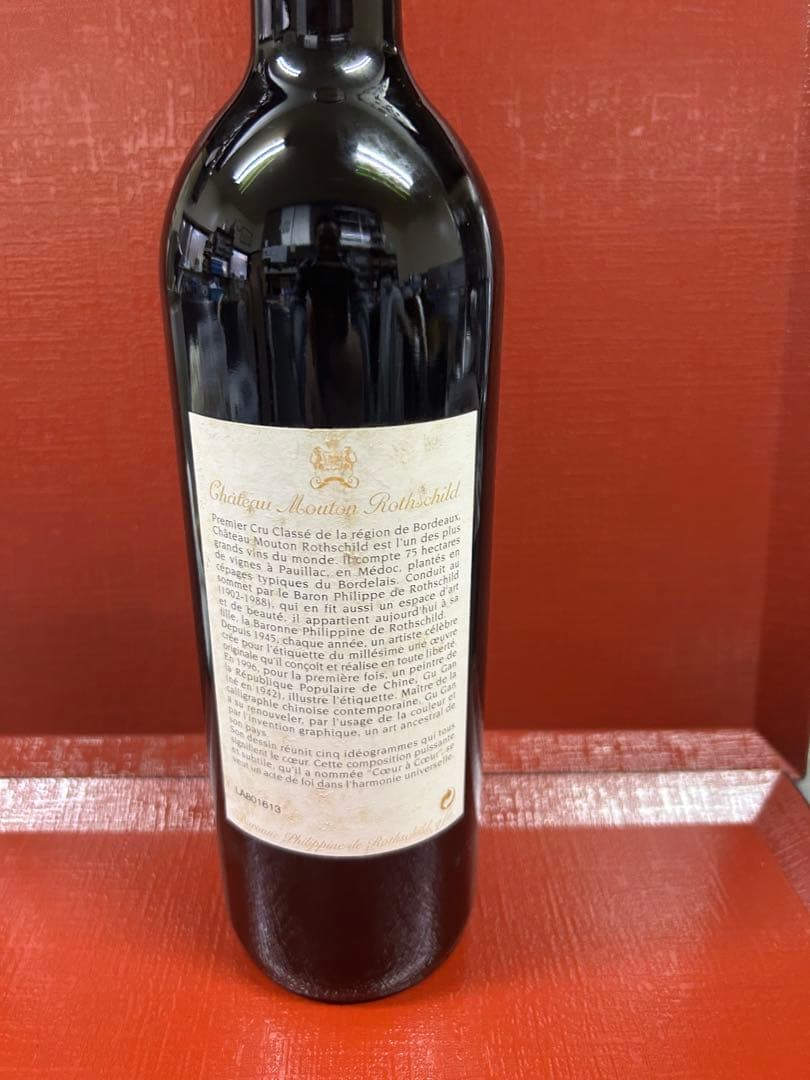 Château Mouton Rothschild
Premier Cru Classé de la région de Bordeaux,
Château Mouton Rothschild est l'un des plus
grands vins du monde. Il compte 75 hectares
de vignes à Pauillac, en Médoc, plantés en
cépages typiques du Bordelais. Conduit au
sommet par le Baron Philippe de Rothschild
(1902-1988), qui en fit aussi un espace d'art
et de beauté, il appartient aujourd'hui à sa
fille, la Baronne Philippine de Rothschild.
Depuis 1945, chaque année, un artiste célèbre
crée pour l'étiquette du millésime une œuvre
originale qu'il conçoit et réalise en toute liberté.
En 1996, pour la première fois, un peintre de
la République Populaire de Chine, Gu Gan
(né en 1942), illustre l'étiquette. Maître de la
calligraphie chinoise contemporaine, Gu Gan
a su renouveler, par l'usage de la couleur et
par l'invention graphique, un art ancestral de
son pays.
Son dessin réunit cinq idéogrammes qui tous
signifient le cœur. Cette composition puissante
et subtile, qu'il a nommée "Cœur à Cœur", se
veut un acte de foi dans l'harmonie universelle.
LA801613
Baronne Philippine de Rothschild